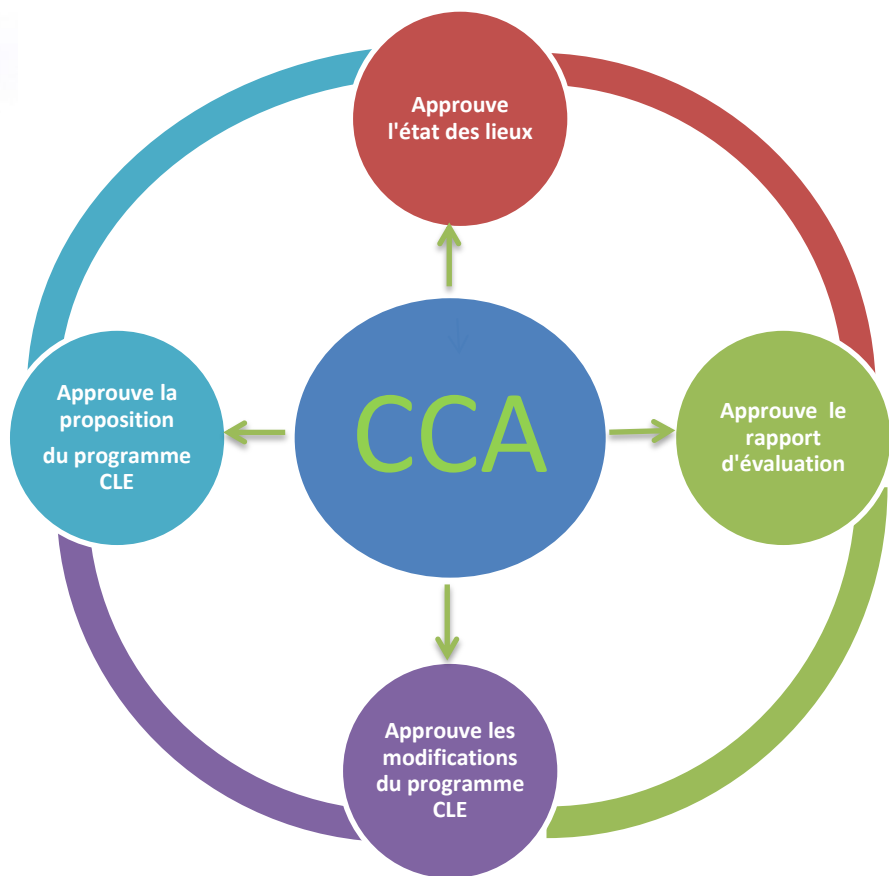 Approuve
l'état des lieux
Approuve la
proposition
du programme
CLE
CCA
Approuve le
rapport
d'évaluation
Approuve les
modifications
du programme
CLE